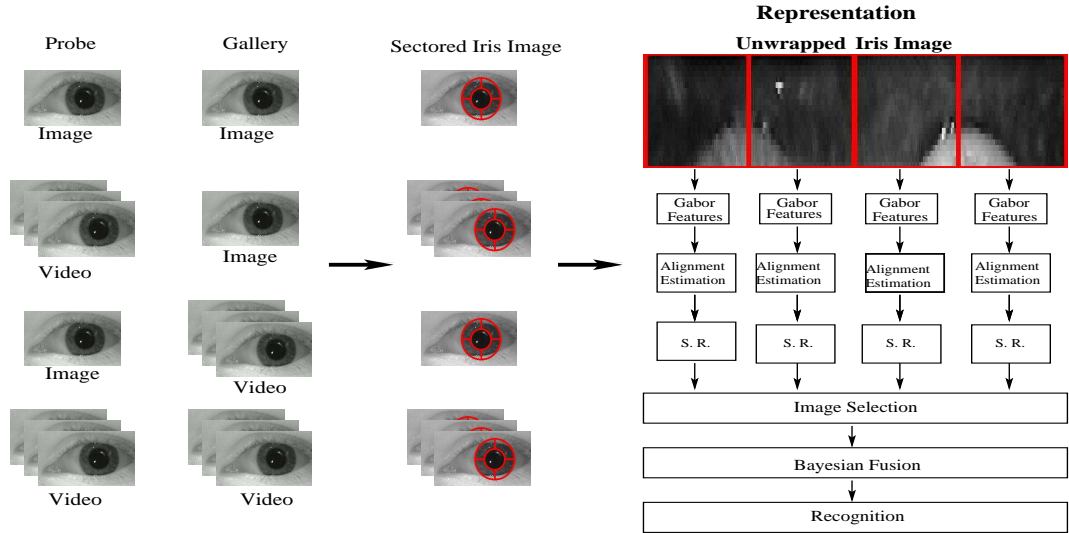 Representation
Probe
Gallery
Sectored Iris Image
Unwrapped Iris Image
Image
Image
Video
Image
Image
Video
Video
Video
Gabor
Features
Gabor
Features
Gabor
Features
Gabor
Features
Alignment
Estimation
Alignment
Estimation
Alignment
Estimation
Alignment
Estimation
S. R.
S. R.
S. R.
S. R.
Image Selection
Bayesian Fusion
Recognition